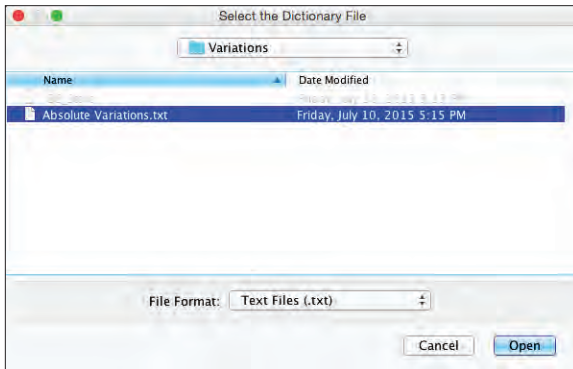 Select the Dictionary File
Variations
Name Date Modified
Absolute Variations.txt Friday, July 10, 2015 5:15 PM
File Format: Text Files (.txt)
Cancel Open